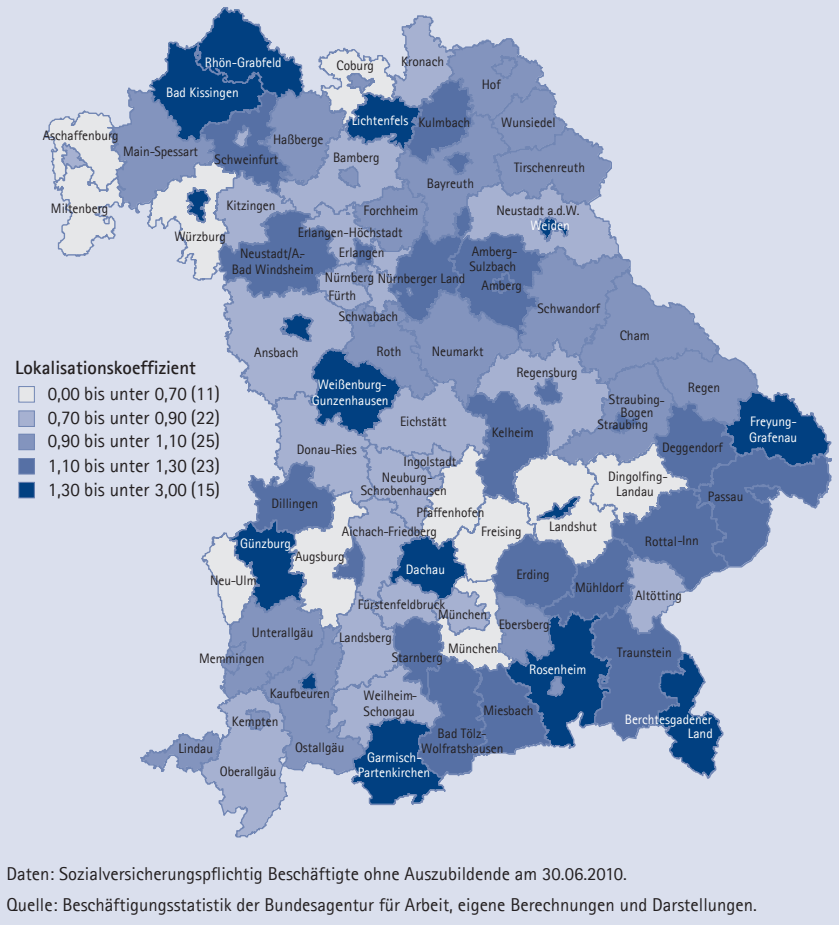 Rhön-Grabfeld
Coburg
Kronach
Hof
Bad Kissingen
Lichtenfels
Kulmbach
Wunsiedel
Aschaffenburg
Main-Spessart
Schweinfurt
Haßberge
Bamberg
Tirschenreuth
Bayreuth
Miltenberg
Kitzingen
Forchheim
Neustadt a.d.W.
Weiden
Würzburg
Erlangen-Höchstadt
Neustadt/A.-
Bad Windsheim
Erlangen
Amberg-
Sulzbach
Nürnberg
Nürnberger Land
Amberg
Fürth
Schwabach
Schwandorf
Cham
Ansbach
Roth
Neumarkt
Lokalisationskoeffizient
0,00 bis unter 0,70 (11)
0,70 bis unter 0,90 (22)
0,90 bis unter 1,10 (25)
1,10 bis unter 1,30 (23)
1,30 bis unter 3,00 (15)
Weißenburg-
Gunzenhausen
Regensburg
Regen
Straubing-
Bogen
Straubing
Freyung-
Grafenau
Eichstätt
Kelheim
Deggendorf
Donau-Ries
Ingolstadt
Neuburg-
Schrobenhausen
Dingolfing-
Landau
Passau
Dillingen
Pfaffenhofen
Landshut
Aichach-Friedberg
Freising
Günzburg
Augsburg
Rottal-Inn
Dachau
Erding
Neu-Ulm
Mühldorf
Altötting
Fürstenfeldbruck
München
Ebersberg
Unterallgäu
Landsberg
München
Memmingen
Starnberg
Traunstein
Rosenheim
Kaufbeuren
Weilheim-
Schongau
Miesbach
Kempten
Bad Tölz-
Wolfratshausen
Berchtesgadener
Land
Lindau
Ostallgäu
Garmisch-
Partenkirchen
Oberallgäu
Daten: Sozialversicherungspflichtig Beschäftigte ohne Auszubildende am 30.06.2010.
Quelle: Beschäftigungsstatistik der Bundesagentur für Arbeit, eigene Berechnungen und Darstellungen.